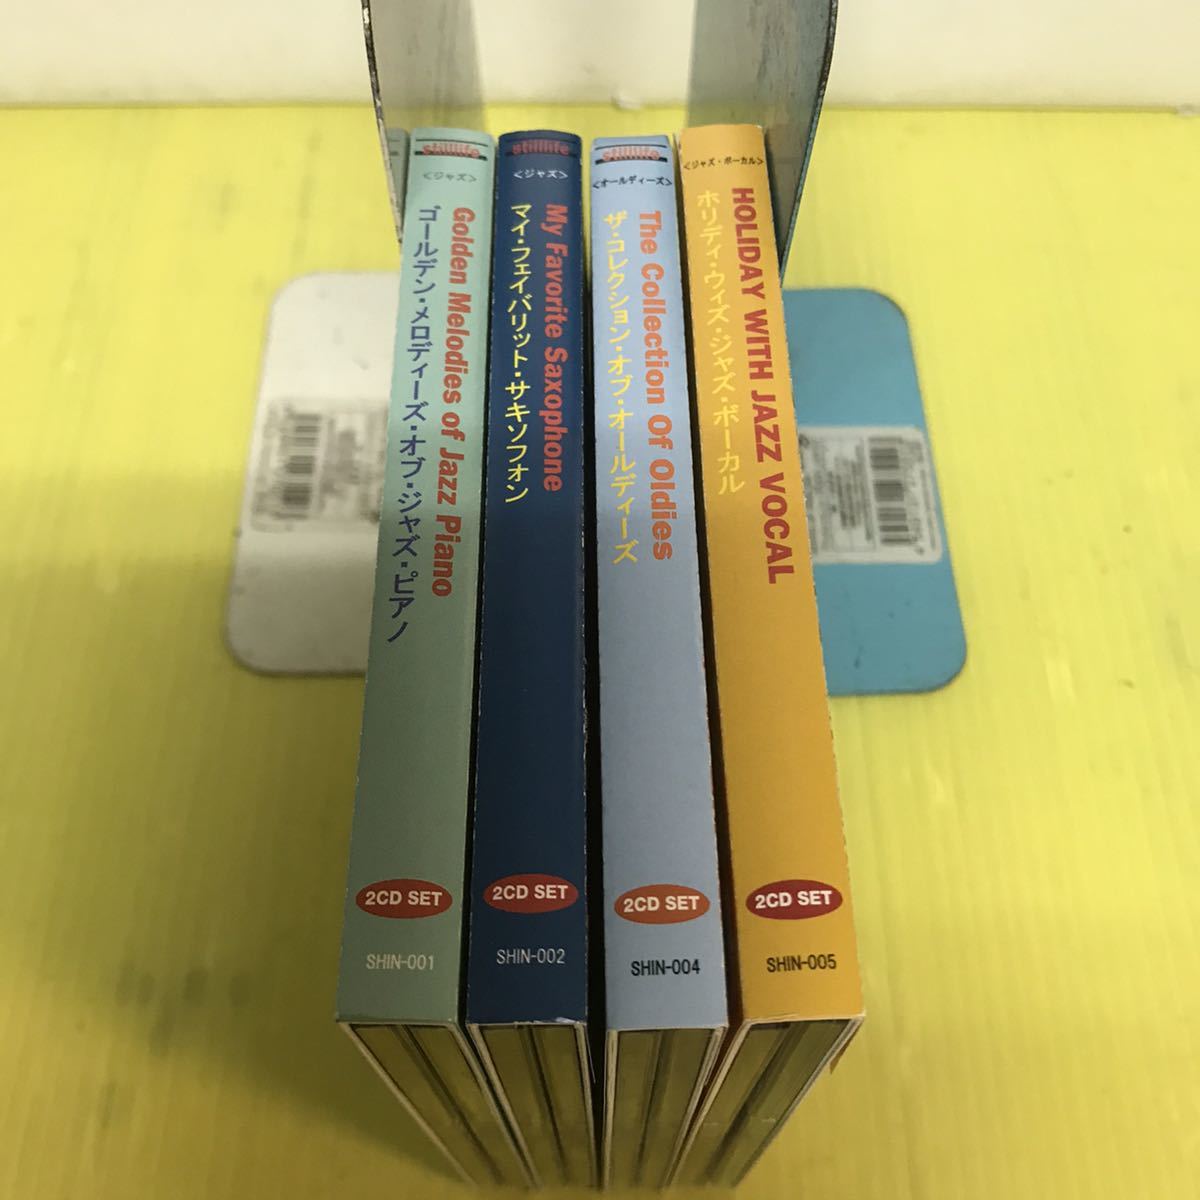 stilllife
<ジャズ>
Golden Melodies of Jazz Piano
ゴールデン・メロディーズ・オブ・ジャズ・ピアノ
2CD SET
SHIN-001
stilllife
<ジャズ>
My Favorite Saxophone
マイ・フェイバリット・サキソフォン
2CD SET
SHIN-002
stilllife
<オールディーズ>
The Collection Of Oldies
ザ・コレクション・オブ・オールディーズ
2CD SET
SHIN-004
<ジャズ・ボーカル>
HOLIDAY WITH JAZZ VOCAL
ホリディ・ウィズ・ジャズ・ボーカル
2CD SET
SHIN-005